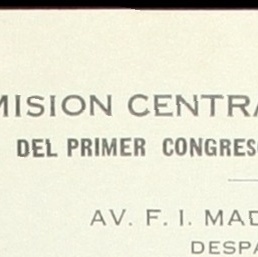 MISION CENTRA
DEL PRIMER CONGRES
AV. F. I. MAD
DESPA